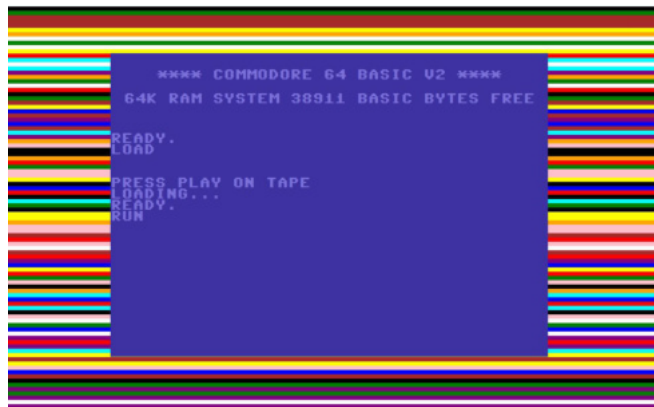 **** COMMODORE 64 BASIC V2 ****
64K RAM SYSTEM 38911 BASIC BYTES FREE
READY.
LOAD
PRESS PLAY ON TAPE
LOADING...
READY.
RUN